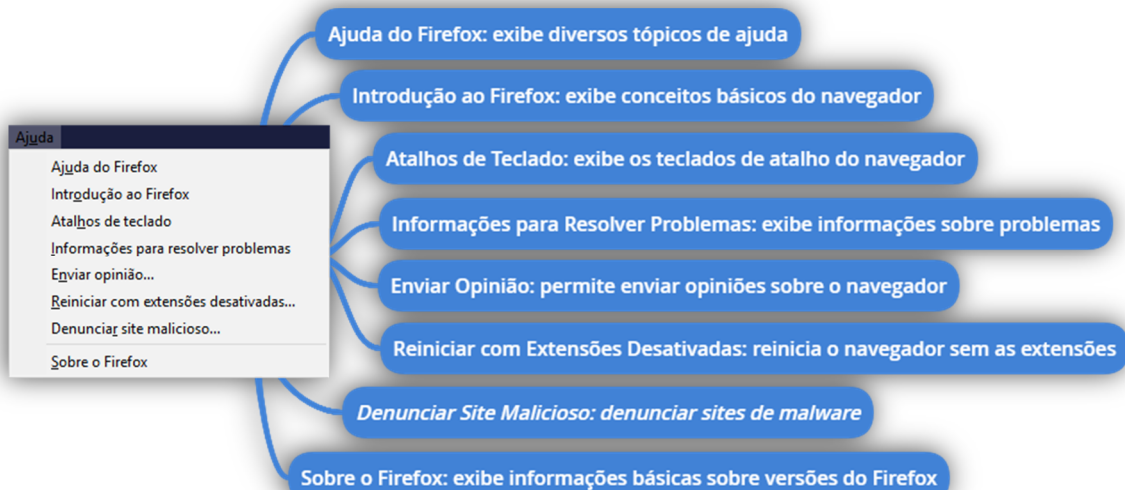 Ajuda do Firefox: exibe diversos tópicos de ajuda
Introdução ao Firefox: exibe conceitos básicos do navegador
Atalhos de Teclado: exibe os teclados de atalho do navegador
Informações para Resolver Problemas: exibe informações sobre problemas
Enviar Opinião: permite enviar opiniões sobre o navegador
Reiniciar com Extensões Desativadas: reinicia o navegador sem as extensões
Denunciar Site Malicioso: denunciar sites de malware
Sobre o Firefox: exibe informações básicas sobre versões do Firefox
Ajuda
Ajuda do Firefox
Introdução ao Firefox
Atalhos de teclado
Informações para resolver problemas
Enviar opinião...
Reiniciar com extensões desativadas...
Denunciar site malicioso...
Sobre o Firefox